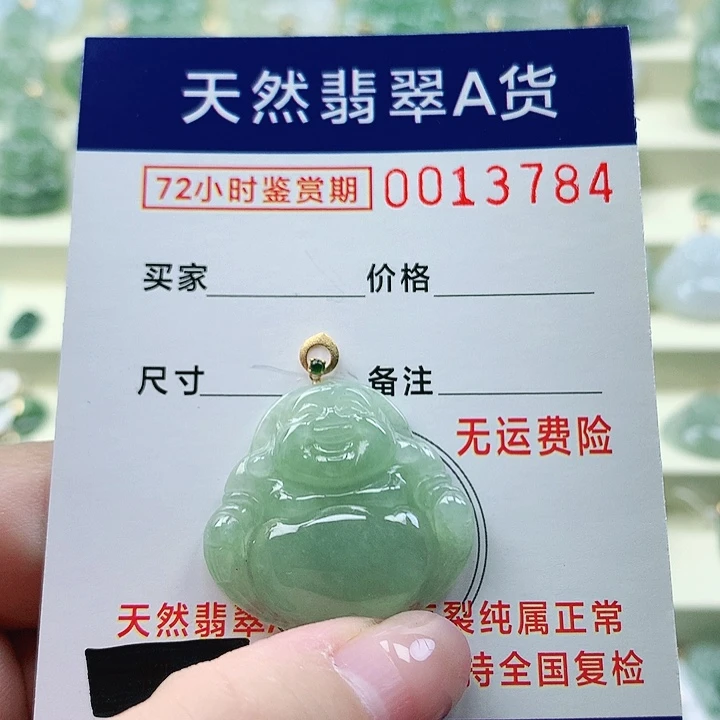 天然翡翠A货
72小时鉴赏期 0013784
买家 价格
尺寸 备注
无运费险
天然翡翠 裂纯属正常
持全国复检